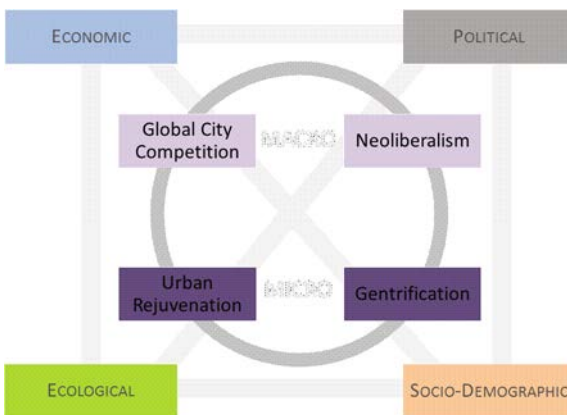 ECONOMIC
POLITICAL
Global City
Competition
MACRO
Neoliberalism
Urban
Rejuvenation
MICRO
Gentrification
ECOLOGICAL
SOCIO-DEMOGRAPHIC